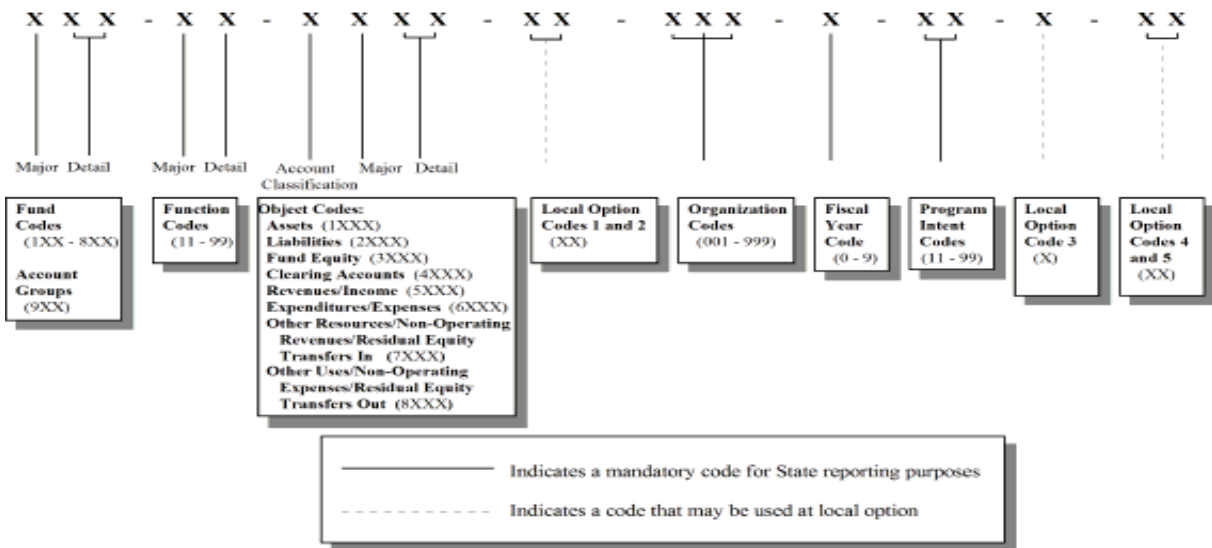 X X X - X X - X X X X - X X - X X X - X - X X - X - X X
Major Detail Major Detail Account Classification Major Detail
Fund
Codes
(1XX - 8XX)
Account
Groups
(9XX)
Function
Codes
(11 - 99)
Object Codes:
Assets (1XXX)
Liabilities (2XXX)
Fund Equity (3XXX)
Clearing Accounts (4XXX)
Revenues/Income (5XXX)
Expenditures/Expenses (6XXX)
Other Resources/Non-Operating
Revenues/Residual Equity
Transfers In (7XXX)
Other Uses/Non-Operating
Expenses/Residual Equity
Transfers Out (8XXX)
Local Option
Codes 1 and 2
(XX)
Organization
Codes
(001 - 999)
Fiscal
Year
Code
(0 - 9)
Program
Intent
Codes
(11 - 99)
Local
Option
Code 3
(X)
Local
Option
Codes 4
and 5
(XX)
Indicates a mandatory code for State reporting purposes
Indicates a code that may be used at local option